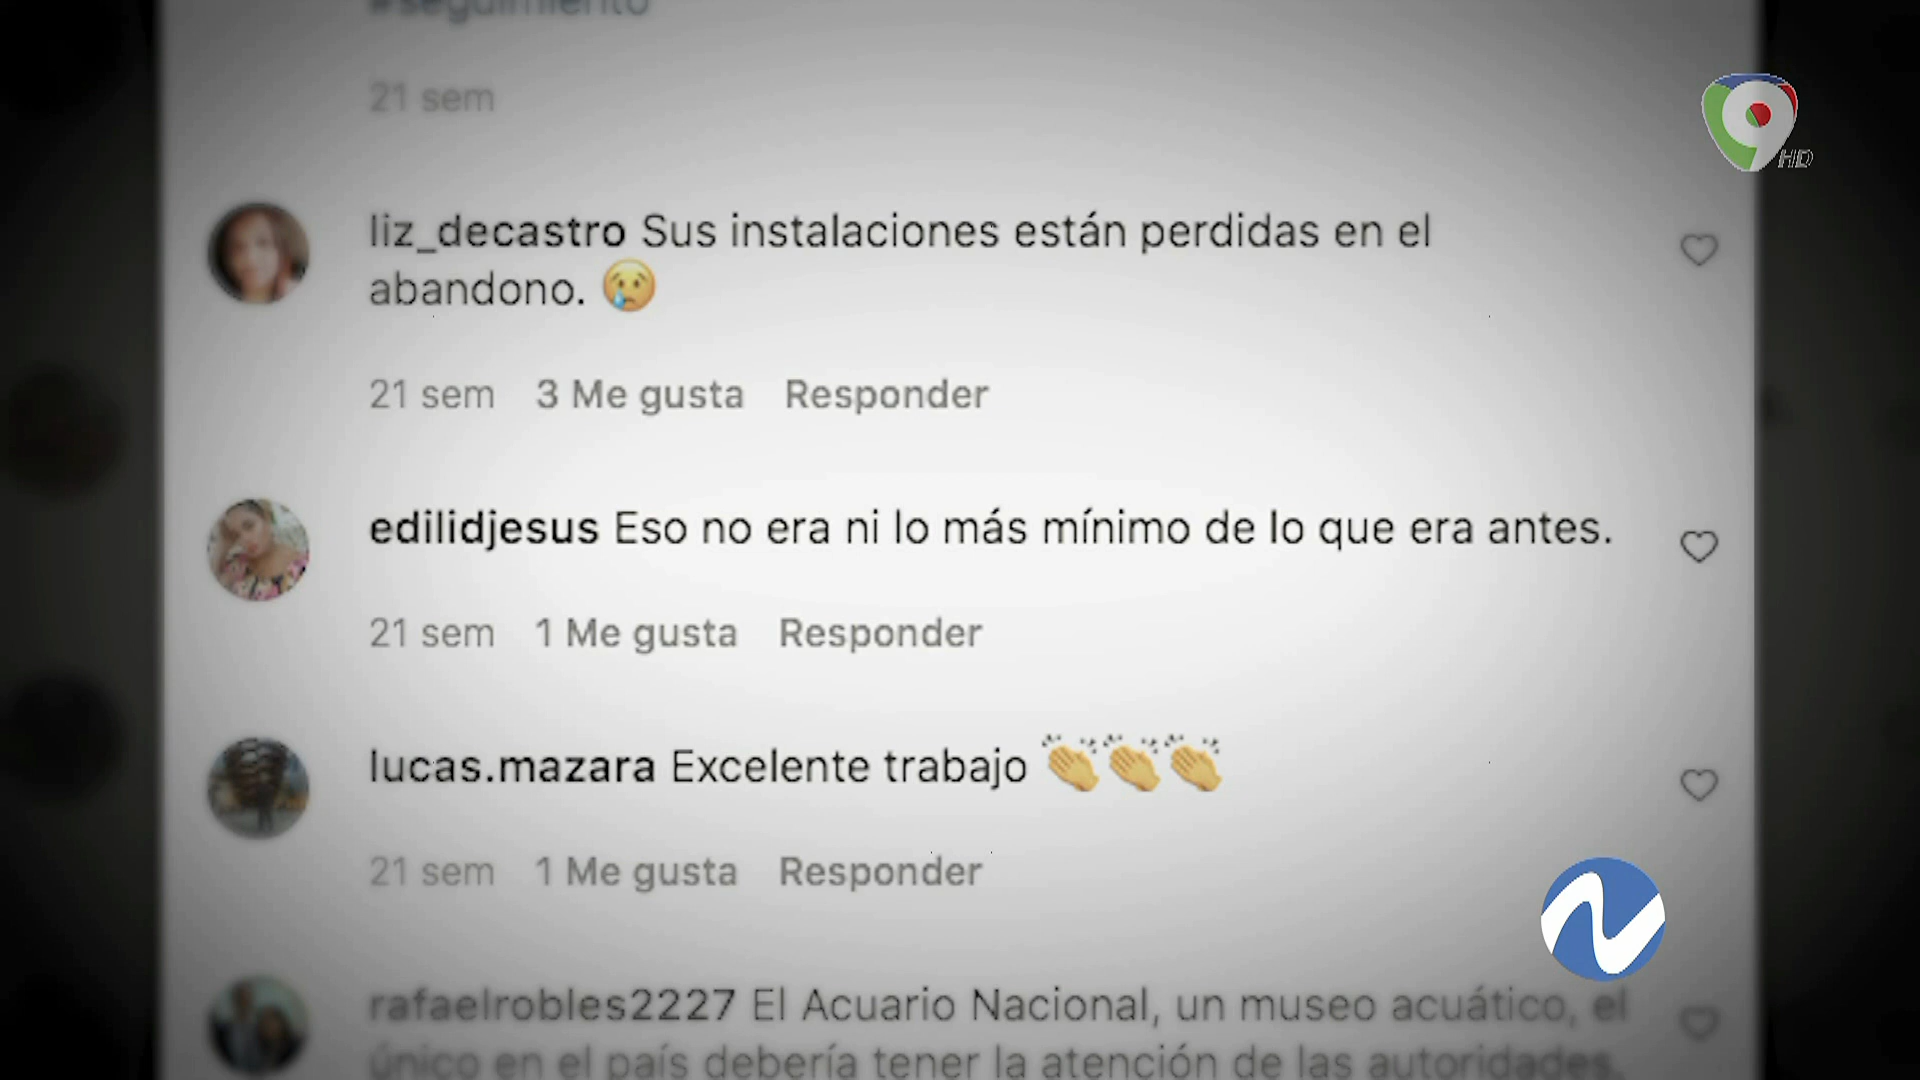 #seguimiento
21 sem
HD
liz_decastro Sus instalaciones están perdidas en el
abandono. 😢
21 sem 3 Me gusta Responder
edilidjesus Eso no era ni lo más mínimo de lo que era antes.
21 sem 1 Me gusta Responder
lucas.mazara Excelente trabajo 👏👏👏
21 sem 1 Me gusta Responder
rafaelrobles2227 El Acuario Nacional, un museo acuático, el
único en el país debería tener la atención de las autoridades.